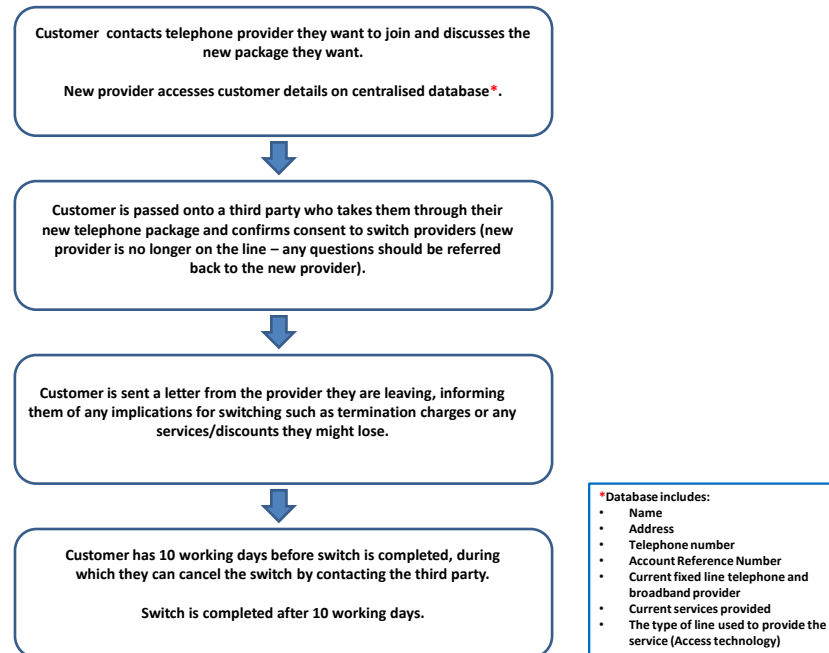 Customer contacts telephone provider they want to join and discusses the
new package they want.
New provider accesses customer details on centralised database*.
Customer is passed onto a third party who takes them through their
new telephone package and confirms consent to switch providers (new
provider is no longer on the line – any questions should be referred
back to the new provider).
Customer is sent a letter from the provider they are leaving, informing
them of any implications for switching such as termination charges or any
services/discounts they might lose.
Customer has 10 working days before switch is completed, during
which they can cancel the switch by contacting the third party.
Switch is completed after 10 working days.
*Database includes:
• Name
• Address
• Telephone number
• Account Reference Number
• Current fixed line telephone and
broadband provider
• Current services provided
• The type of line used to provide the
service (Access technology)